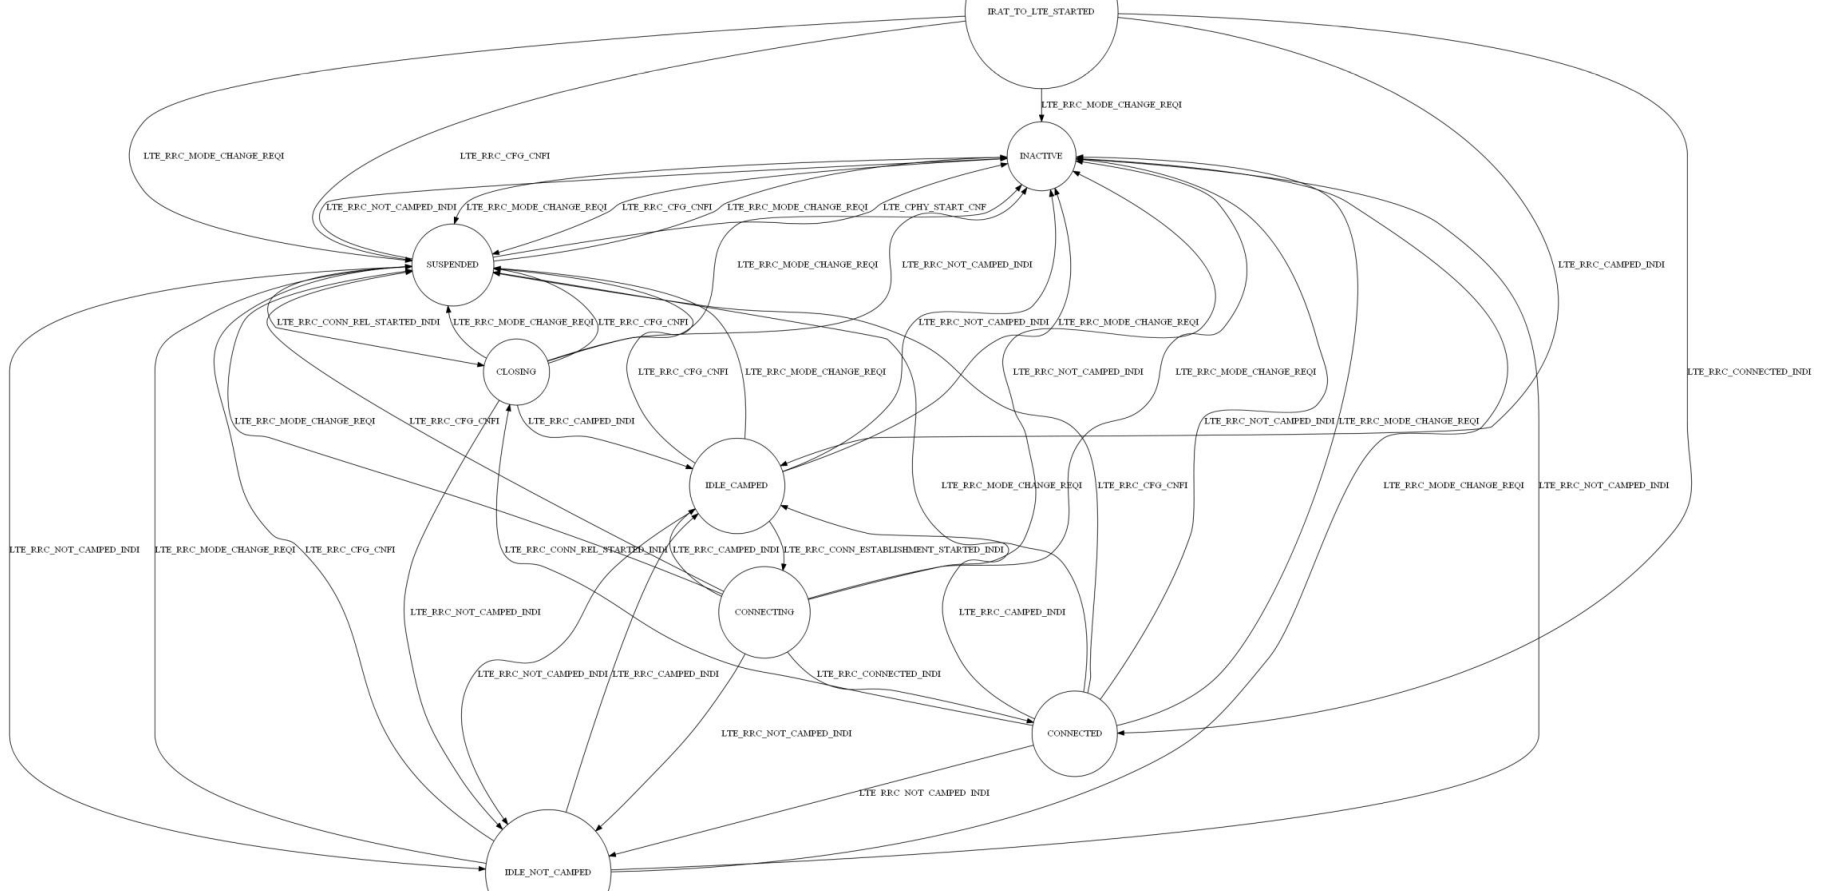 IRAT_TO_LTE_STARTED
LTE_RRC_MODE_CHANGE_REQI
LTE_RRC_MODE_CHANGE_REQI
LTE_RRC_CFG_CNFI
INACTIVE
LTE_RRC_NOT_CAMPED_INDI
LTE_RRC_MODE_CHANGE_REQI
LTE_RRC_CFG_CNFI
LTE_RRC_MODE_CHANGE_REQI
LTE_CPHY_START_CNF
SUSPENDED
LTE_RRC_MODE_CHANGE_REQI
LTE_RRC_NOT_CAMPED_INDI
LTE_RRC_CAMPED_INDI
LTE_RRC_CONN_REL_STARTED_INDI
LTE_RRC_MODE_CHANGE_REQI
LTE_RRC_CFG_CNFI
LTE_RRC_NOT_CAMPED_INDI
LTE_RRC_MODE_CHANGE_REQI
CLOSING
LTE_RRC_CFG_CNFI
LTE_RRC_MODE_CHANGE_REQI
LTE_RRC_NOT_CAMPED_INDI
LTE_RRC_MODE_CHANGE_REQI
LTE_RRC_CONNECTED_INDI
LTE_RRC_MODE_CHANGE_REQI
LTE_RRC_CFG_CNFI
LTE_RRC_CAMPED_INDI
LTE_RRC_NOT_CAMPED_INDI
LTE_RRC_MODE_CHANGE_REQI
IDLE_CAMPED
LTE_RRC_MODE_CHANGE_REQI
LTE_RRC_CFG_CNFI
LTE_RRC_MODE_CHANGE_REQI
LTE_RRC_NOT_CAMPED_INDI
LTE_RRC_NOT_CAMPED_INDI
LTE_RRC_MODE_CHANGE_REQI
LTE_RRC_CFG_CNFI
LTE_RRC_CONN_REL_STARTED_INDI
LTE_RRC_CAMPED_INDI
LTE_RRC_CONN_ESTABLISHMENT_STARTED_INDI
LTE_RRC_NOT_CAMPED_INDI
CONNECTING
LTE_RRC_CAMPED_INDI
LTE_RRC_NOT_CAMPED_INDI
LTE_RRC_CAMPED_INDI
LTE_RRC_CONNECTED_INDI
LTE_RRC_NOT_CAMPED_INDI
CONNECTED
LTE_RRC_NOT_CAMPED_INDI
IDLE_NOT_CAMPED